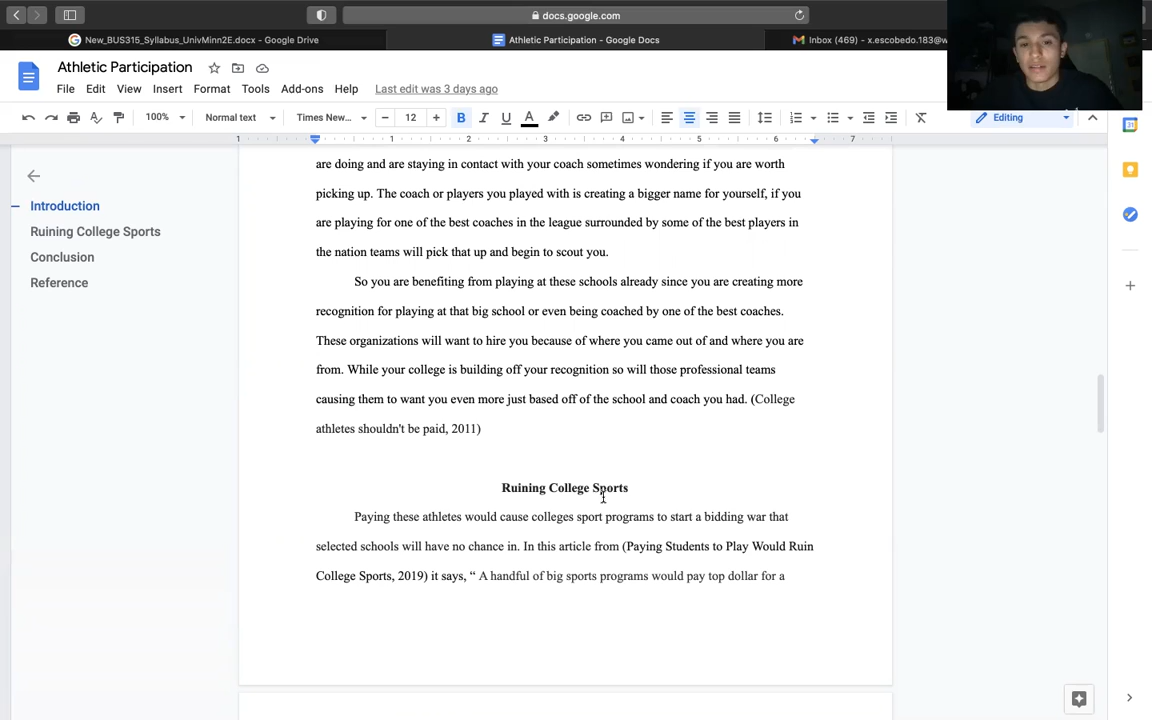 docs.google.com
New_BUS315_Syllabus_UnivMinn2E.docx - Google Drive
Athletic Participation - Google Docs
Inbox (469) - x.escobedo.183@w
Athletic Participation
File Edit View Insert Format Tools Add-ons Help Last edit was 3 days ago
100% Normal text Times New... 12 B I U A Editing
1 1 2 3 4 5 6 7
are doing and are staying in contact with your coach sometimes wondering if you are worth
picking up. The coach or players you played with is creating a bigger name for yourself, if you
are playing for one of the best coaches in the league surrounded by some of the best players in
the nation teams will pick that up and begin to scout you.
So you are benefiting from playing at these schools already since you are creating more
recognition for playing at that big school or even being coached by one of the best coaches.
These organizations will want to hire you because of where you came out of and where you are
from. While your college is building off your recognition so will those professional teams
causing them to want you even more just based off of the school and coach you had. (College
athletes shouldn't be paid, 2011)
Ruining College Sports
Paying these athletes would cause colleges sport programs to start a bidding war that
selected schools will have no chance in. In this article from (Paying Students to Play Would Ruin
College Sports, 2019) it says, “ A handful of big sports programs would pay top dollar for a
Introduction
Ruining College Sports
Conclusion
Reference
31